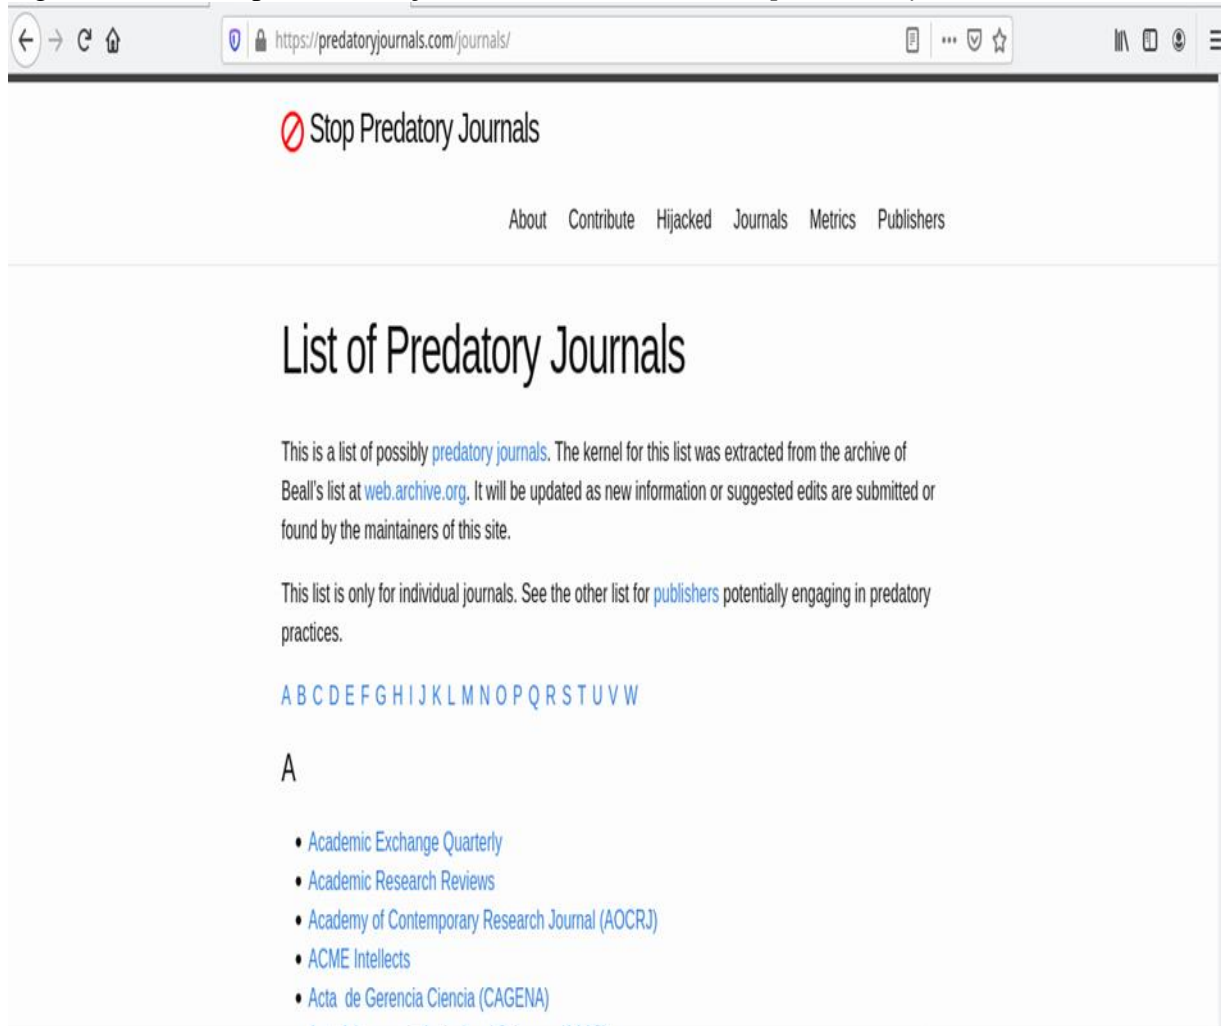 https://predatoryjournals.com/journals/
Stop Predatory Journals
About Contribute Hijacked Journals Metrics Publishers
List of Predatory Journals
This is a list of possibly predatory journals. The kernel for this list was extracted from the archive of
Beall's list at web.archive.org. It will be updated as new information or suggested edits are submitted or
found by the maintainers of this site.
This list is only for individual journals. See the other list for publishers potentially engaging in predatory
practices.
A B C D E F G H I J K L M N O P Q R S T U V W
A
• Academic Exchange Quarterly
• Academic Research Reviews
• Academy of Contemporary Research Journal (AOCRJ)
• ACME Intellects
• Acta de Gerencia Ciencia (CAGENA)